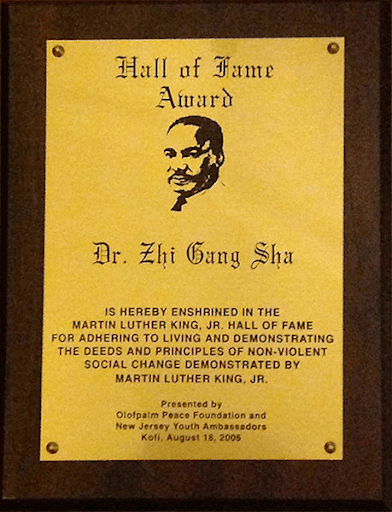 Hall of Fame
Award
Dr. Zhi Gang Sha
IS HEREBY ENSHRINED IN THE
MARTIN LUTHER KING, JR. HALL OF FAME
FOR ADHERING TO LIVING AND DEMONSTRATING
THE DEEDS AND PRINCIPLES OF NON-VIOLENT
SOCIAL CHANGE DEMONSTRATED BY
MARTIN LUTHER KING, JR.
Presented by
Olofpalm Peace Foundation and
New Jersey Youth Ambassadors
Kofi, August 18, 2006